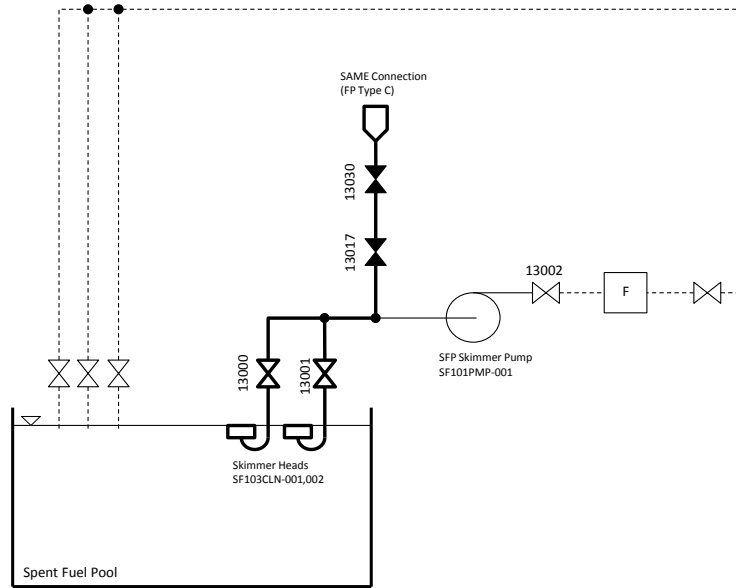 SAME Connection
(FP Type C)
13030
13017
13002
F
SFP Skimmer Pump
SF101PMP-001
13000
13001
Skimmer Heads
SF103CLN-001,002
Spent Fuel Pool